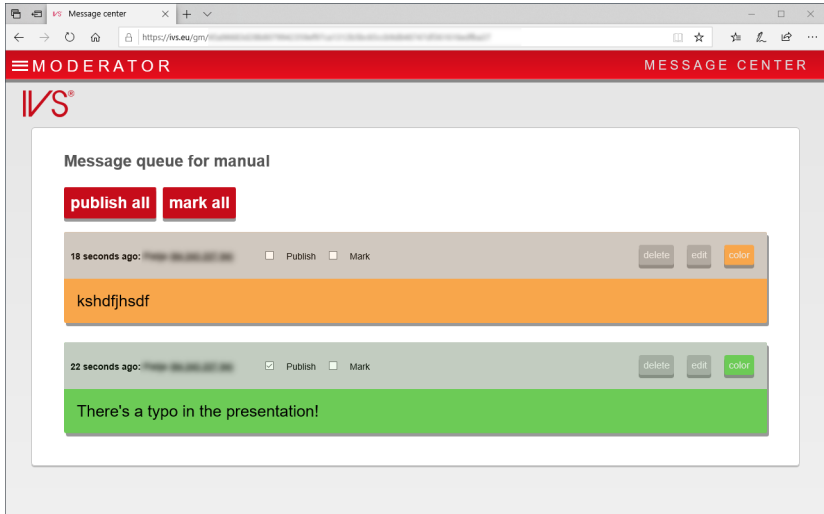 Message center
https://ivs.eu/gm/
MODERATOR
MESSAGE CENTER
IVS®
Message queue for manual
publish all mark all
18 seconds ago: Publish Mark delete edit color
kshdfjhsdf
22 seconds ago: Publish Mark delete edit color
There's a typo in the presentation!